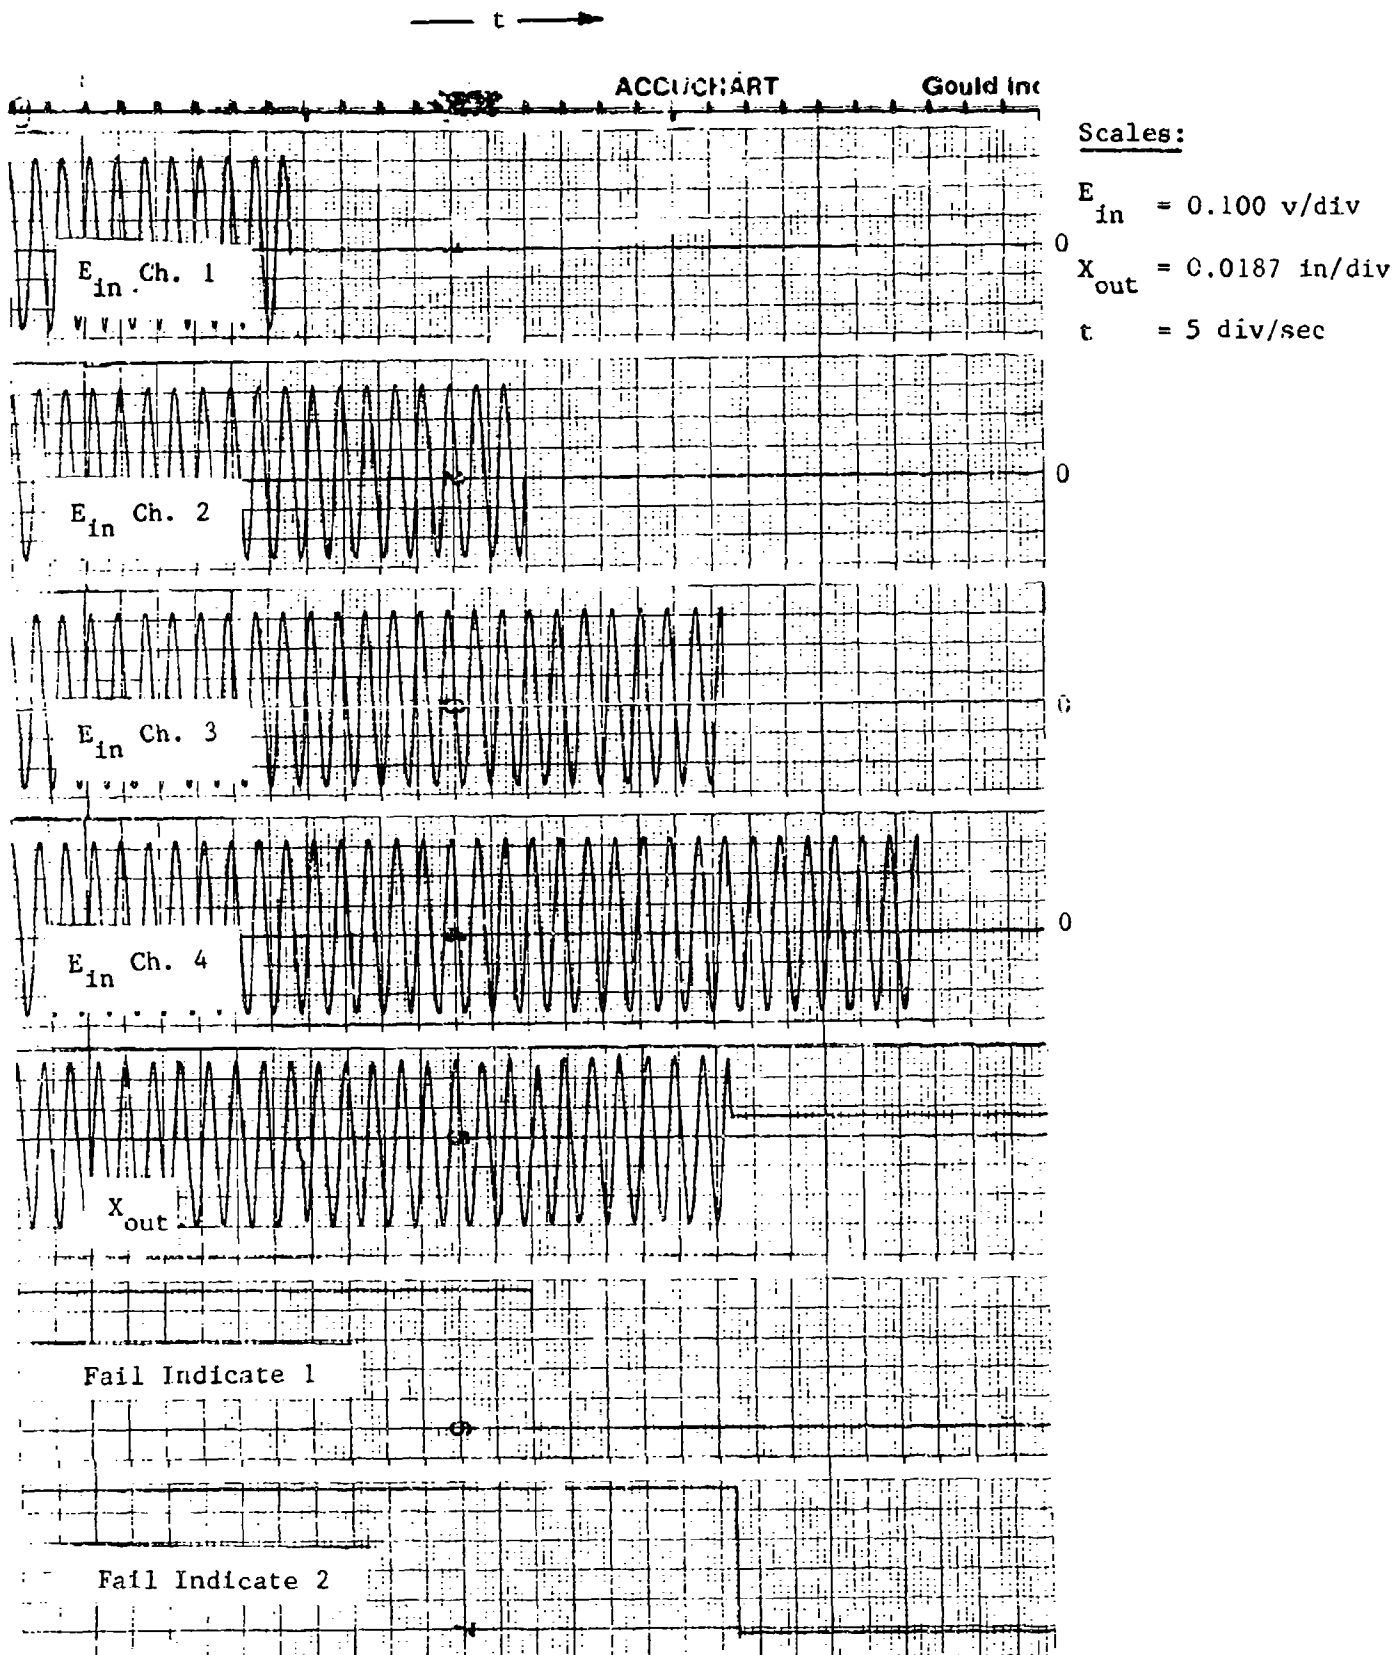 t
ACCUCHART Gould Inc
Scales:
E in = 0.100 v/div
X out = 0.0187 in/div
t = 5 div/sec
E in Ch. 1
0
E in Ch. 2
0
E in Ch. 3
0
E in Ch. 4
0
X out
Fail Indicate 1
Fail Indicate 2